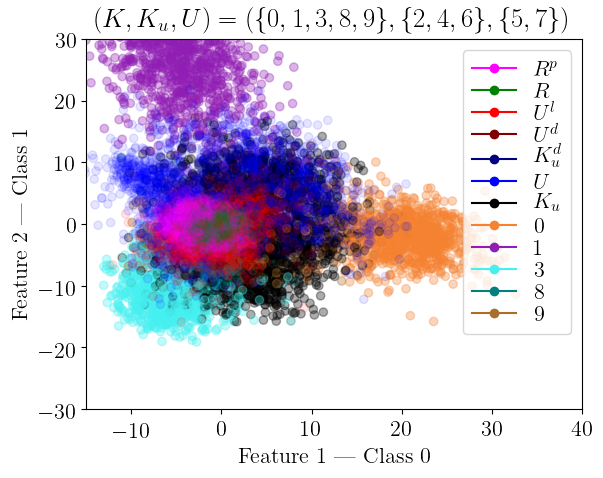 (K, K_u, U) = ({0, 1, 3, 8, 9}, {2, 4, 6}, {5, 7})
30
20
10
0
−10
−20
−30
Feature 2 — Class 1
R^p
R
U^l
U^d
K_u^d
U
K_u
0
1
3
8
9
−10
0
10
20
30
40
Feature 1 — Class 0